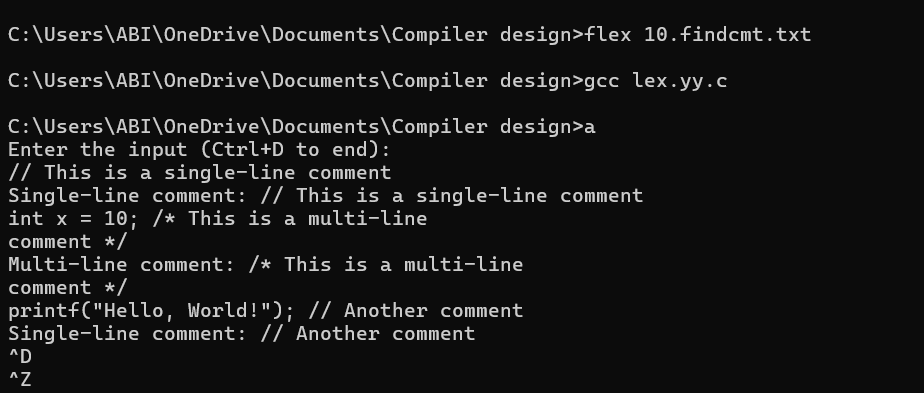 C:\Users\ABI\OneDrive\Documents\Compiler design>flex 10.findcmt.txt
C:\Users\ABI\OneDrive\Documents\Compiler design>gcc lex.yy.c
C:\Users\ABI\OneDrive\Documents\Compiler design>a
Enter the input (Ctrl+D to end):
// This is a single-line comment
Single-line comment: // This is a single-line comment
int x = 10; /* This is a multi-line
comment */
Multi-line comment: /* This is a multi-line
comment */
printf("Hello, World!"); // Another comment
Single-line comment: // Another comment
^D
^Z